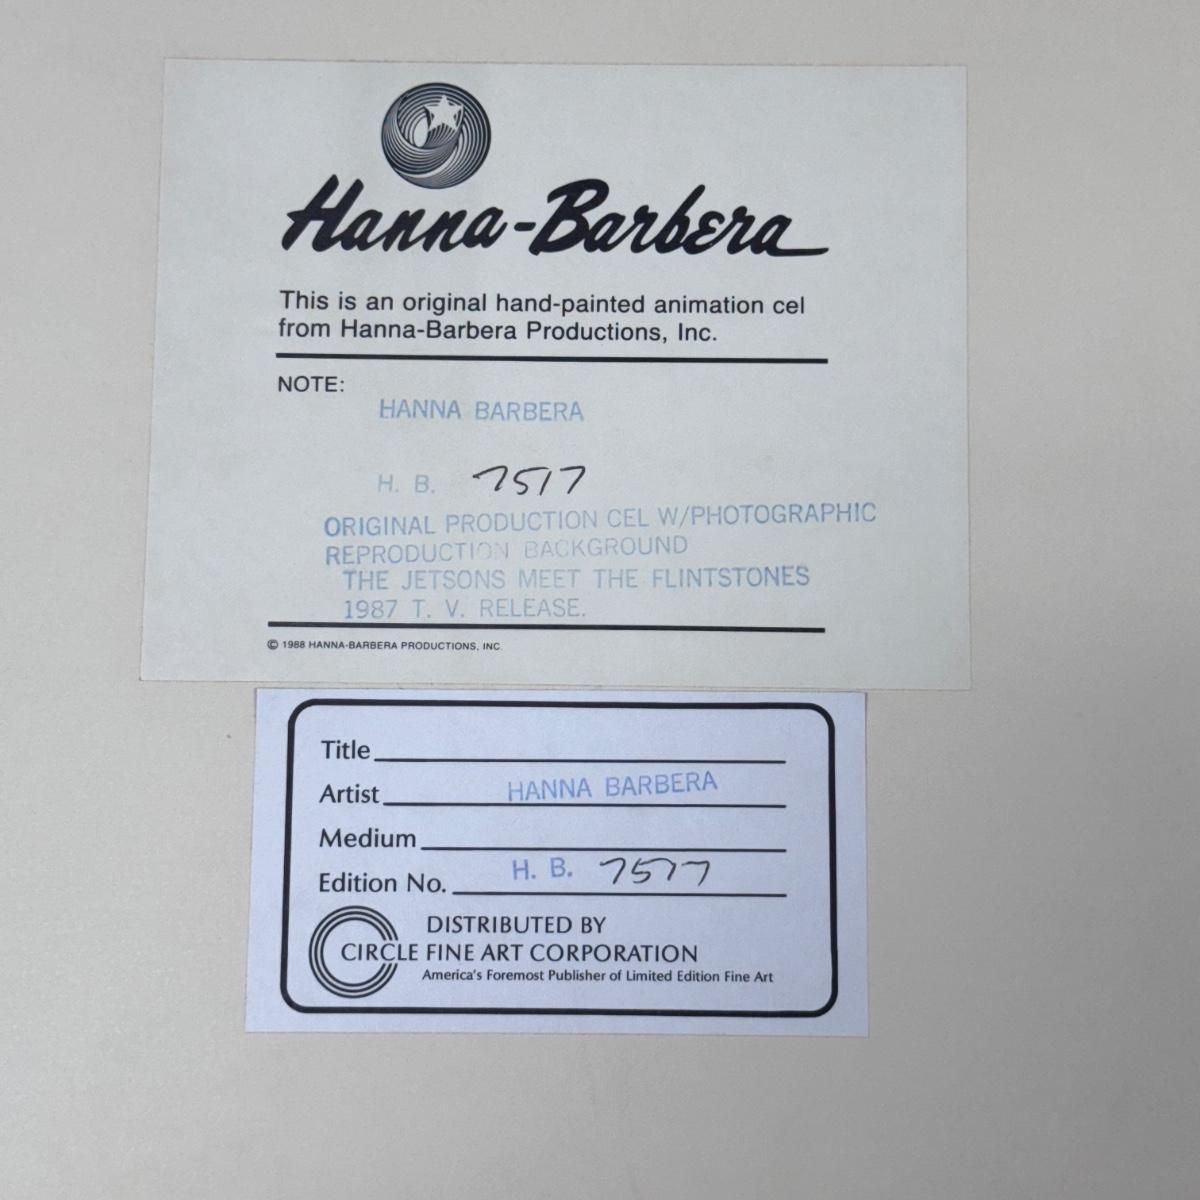 Hanna-Barbera
This is an original hand-painted animation cel
from Hanna-Barbera Productions, Inc.
NOTE:
HANNA BARBERA
H. B. 7517
ORIGINAL PRODUCTION CEL W/PHOTOGRAPHIC
REPRODUCTION BACKGROUND
THE JETSONS MEET THE FLINTSTONES
1987 T. V. RELEASE.
© 1988 HANNA-BARBERA PRODUCTIONS, INC.
Title
Artist HANNA BARBERA
Medium
Edition No. H. B. 7517
DISTRIBUTED BY
CIRCLE FINE ART CORPORATION
America's Foremost Publisher of Limited Edition Fine Art